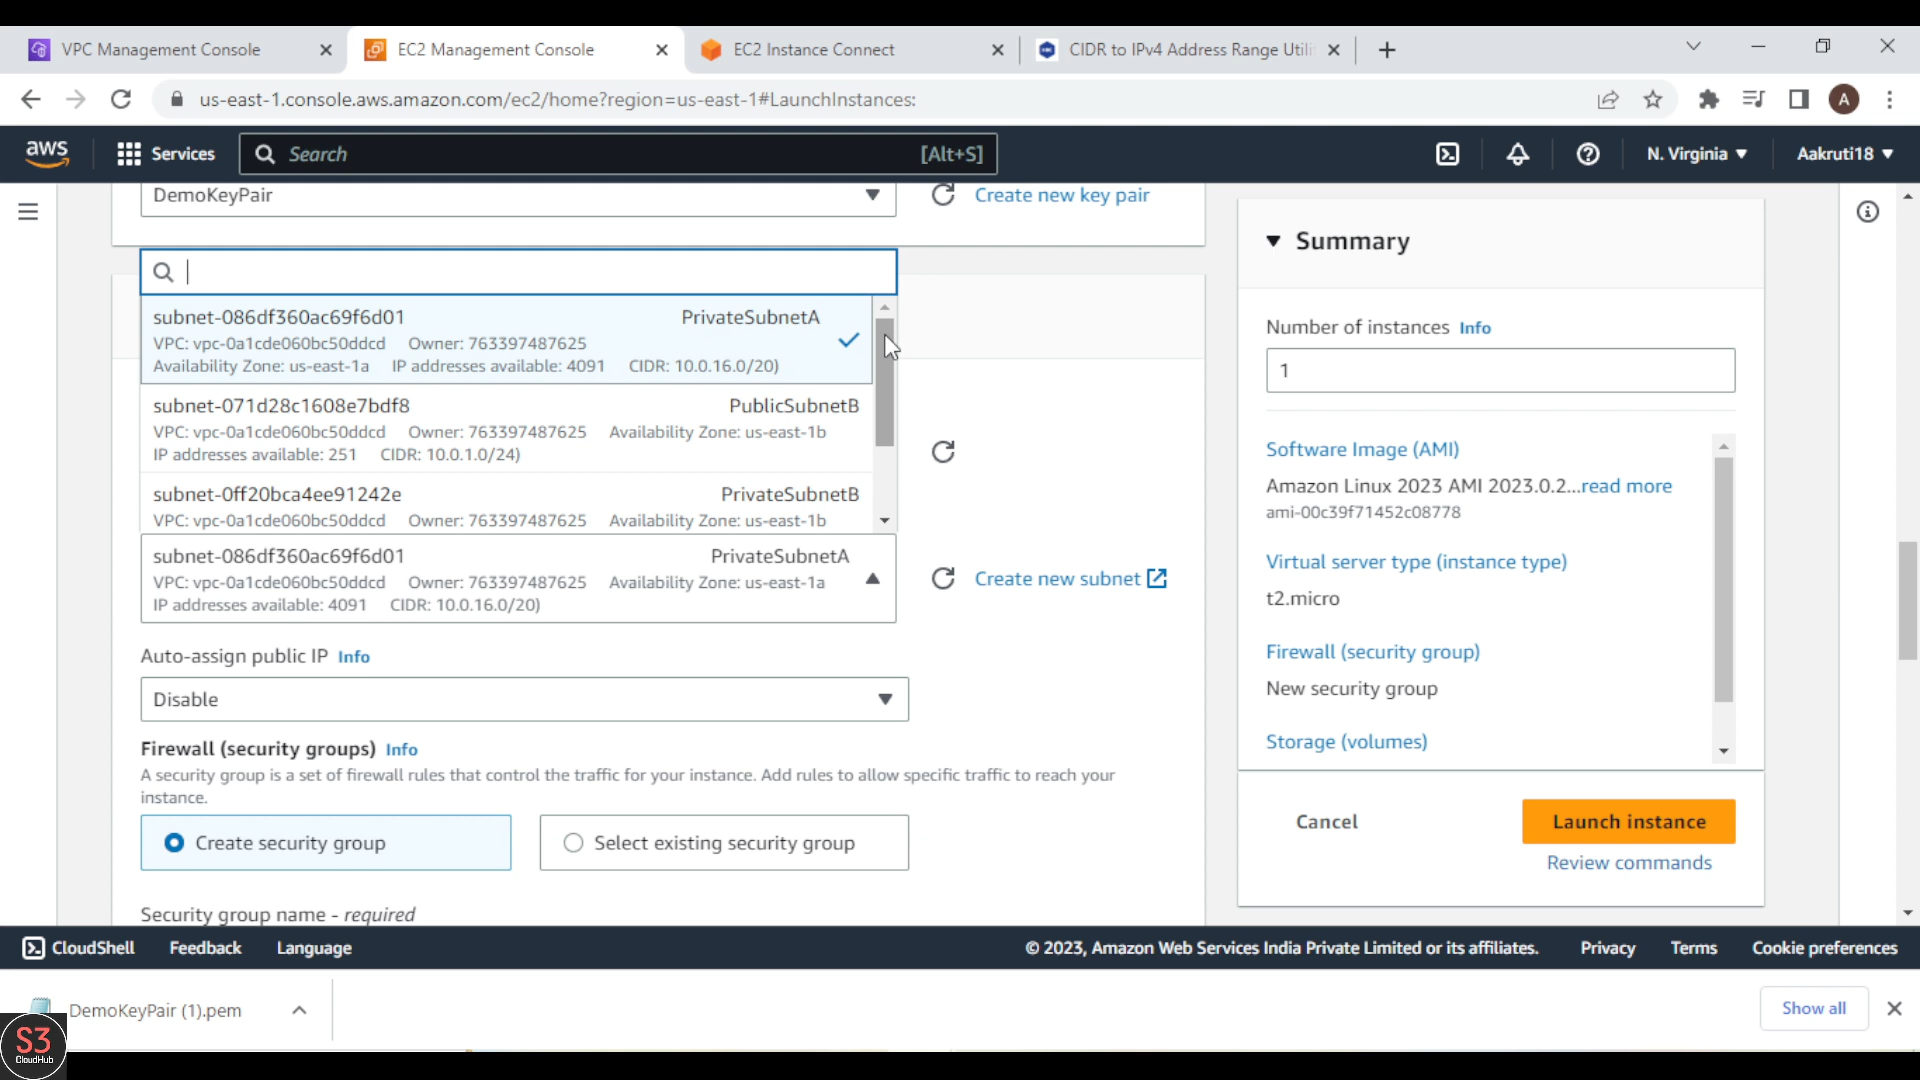 VPC Management Console
EC2 Management Console
EC2 Instance Connect
CIDR to IPv4 Address Range Utili
us-east-1.console.aws.amazon.com/ec2/home?region=us-east-1#LaunchInstances:
A
aws
Services
Search
[Alt+S]
N. Virginia
Aakruti18
DemoKeyPair
Create new key pair
subnet-086df360ac69f6d01
PrivateSubnetA
VPC: vpc-0a1cde060bc50ddcd Owner: 763397487625
Availability Zone: us-east-1a IP addresses available: 4091 CIDR: 10.0.16.0/20)
subnet-071d28c1608e7bdf8
PublicSubnetB
VPC: vpc-0a1cde060bc50ddcd Owner: 763397487625 Availability Zone: us-east-1b
IP addresses available: 251 CIDR: 10.0.1.0/24)
subnet-0ff20bca4ee91242e
PrivateSubnetB
VPC: vpc-0a1cde060bc50ddcd Owner: 763397487625 Availability Zone: us-east-1b
subnet-086df360ac69f6d01
PrivateSubnetA
VPC: vpc-0a1cde060bc50ddcd Owner: 763397487625 Availability Zone: us-east-1a
IP addresses available: 4091 CIDR: 10.0.16.0/20)
Create new subnet
Auto-assign public IP Info
Disable
Firewall (security groups) Info
A security group is a set of firewall rules that control the traffic for your instance. Add rules to allow specific traffic to reach your
instance.
Create security group
Select existing security group
Security group name - required
Summary
Number of instances Info
1
Software Image (AMI)
Amazon Linux 2023 AMI 2023.0.2...read more
ami-00c39f71452c08778
Virtual server type (instance type)
t2.micro
Firewall (security group)
New security group
Storage (volumes)
Cancel
Launch instance
Review commands
CloudShell
Feedback
Language
© 2023, Amazon Web Services India Private Limited or its affiliates.
Privacy
Terms
Cookie preferences
DemoKeyPair (1).pem
Show all
S3
CloudHub